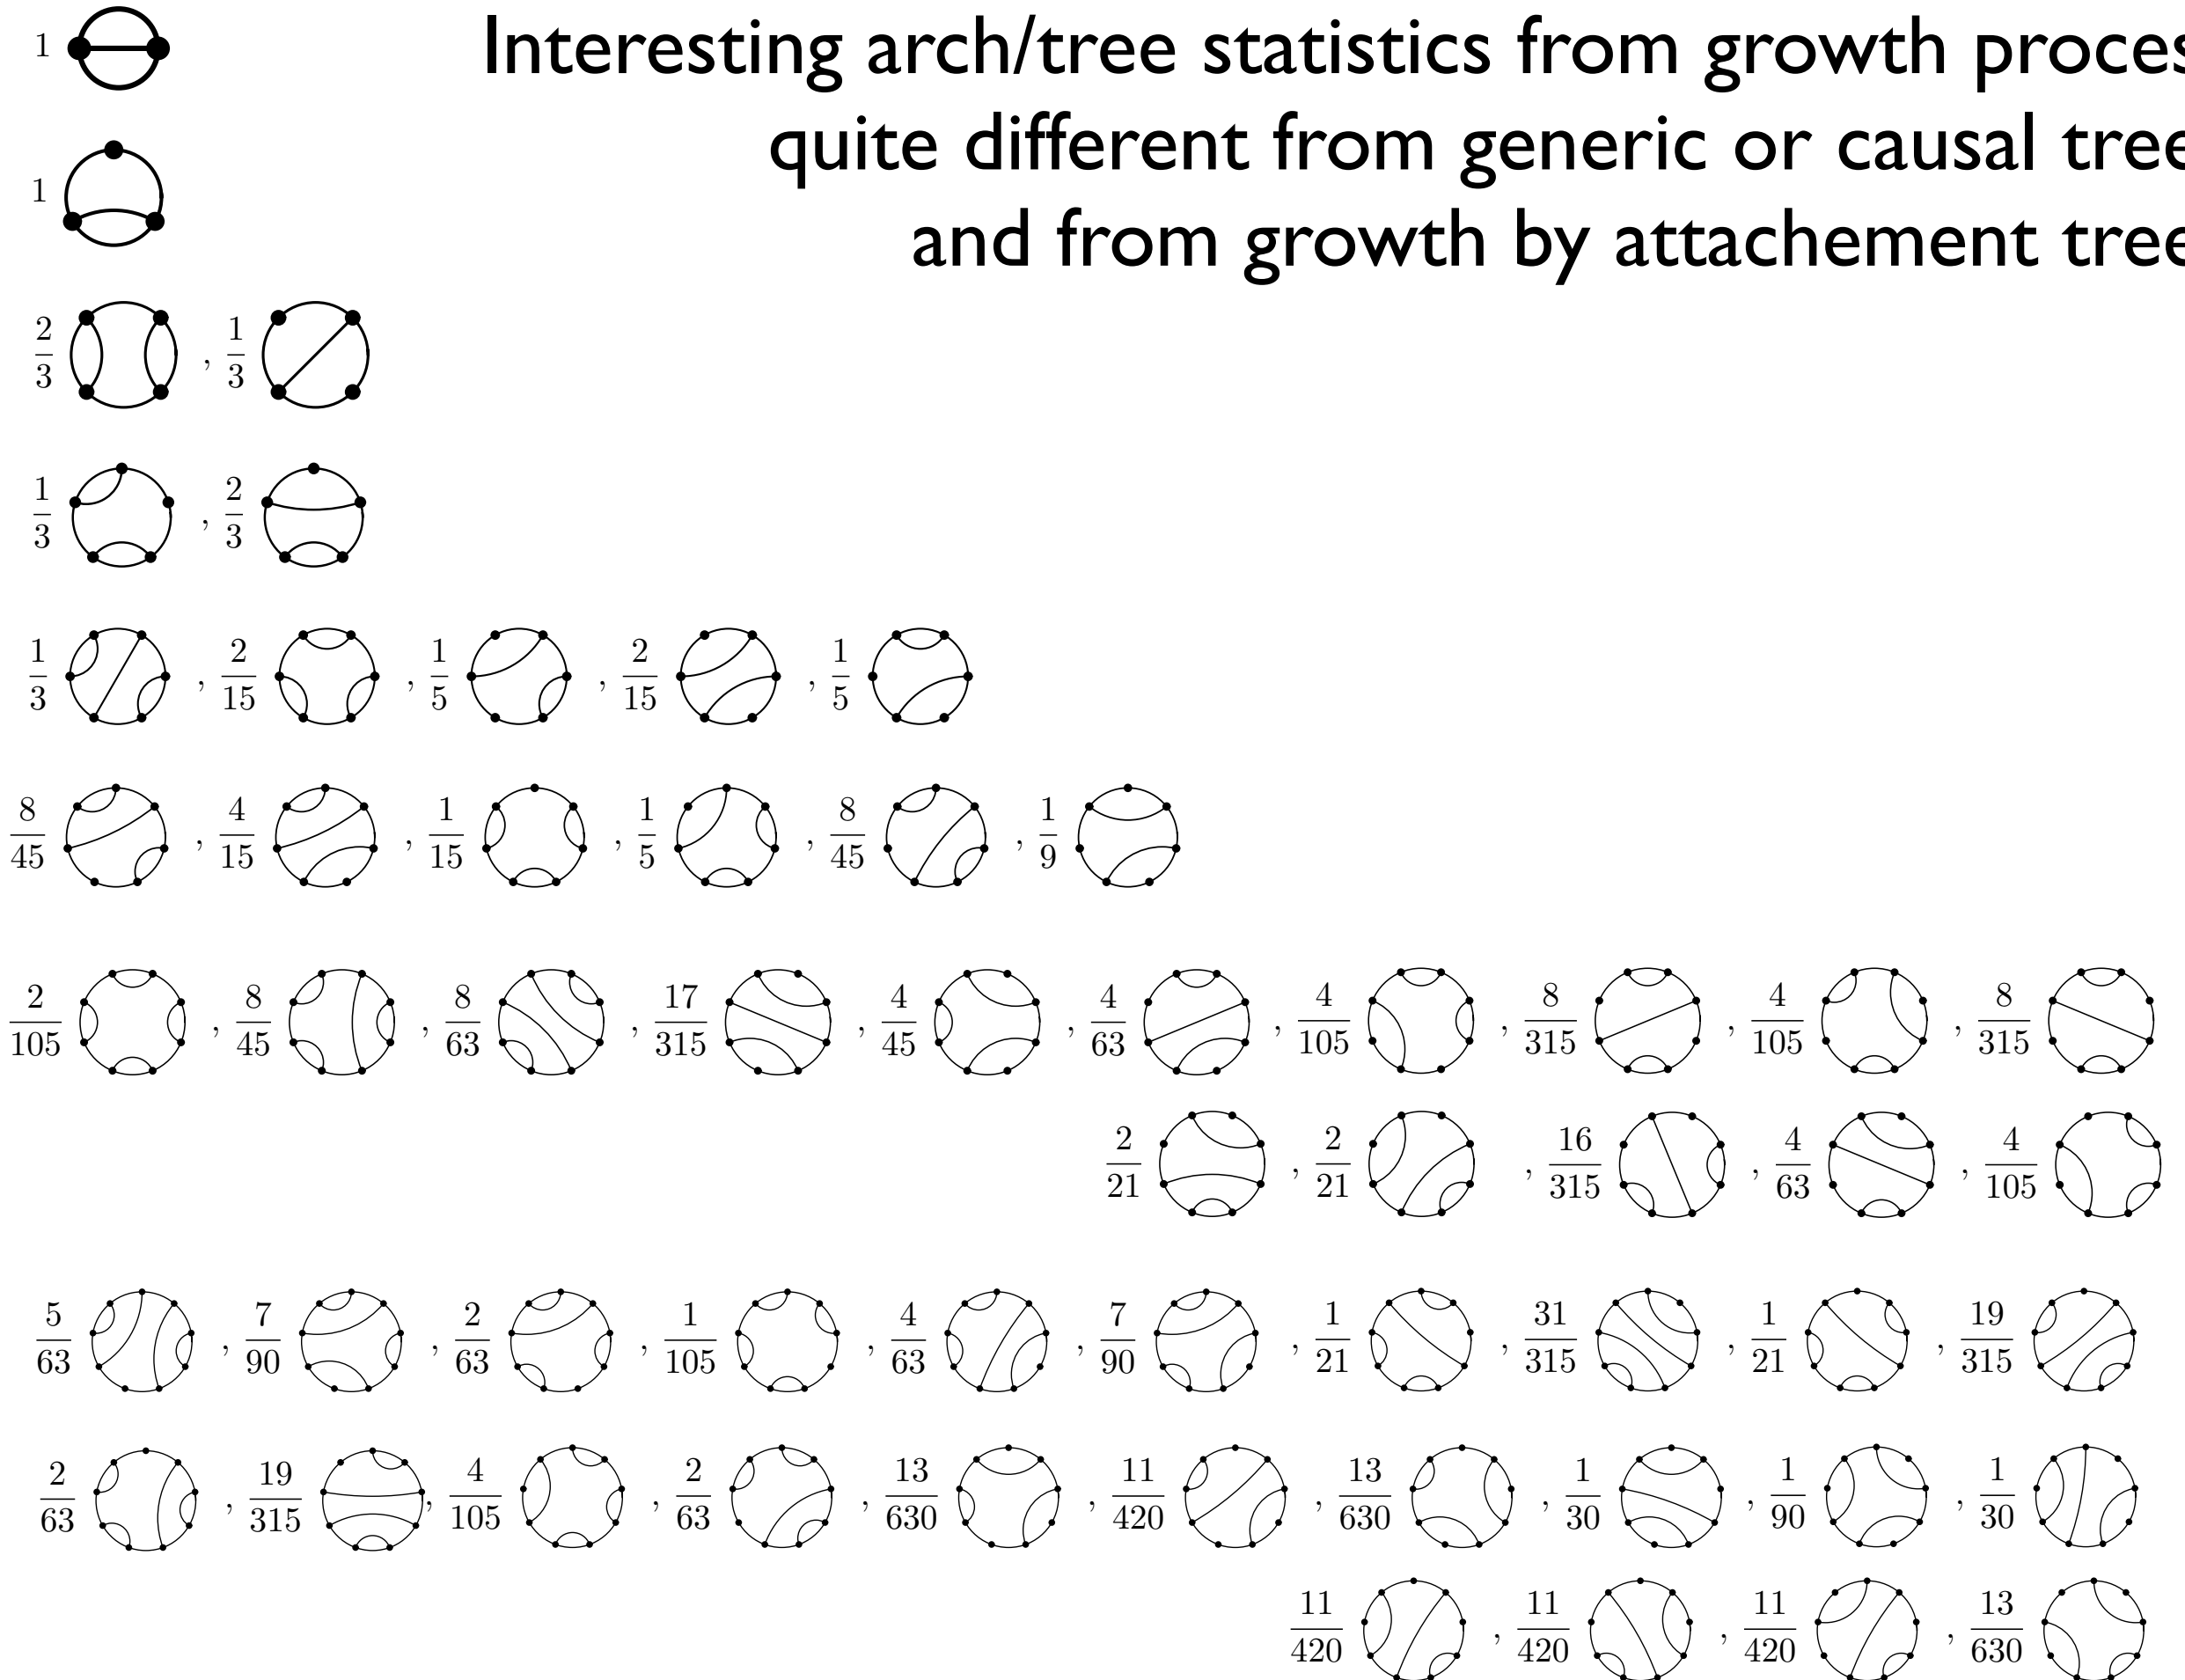 1
Interesting arch/tree statistics from growth proces
quite different from generic or causal tree
1
and from growth by attachement tree
2/3 , 1/3
1/3 , 2/3
1/3 , 2/15 , 1/5 , 2/15 , 1/5
8/45 , 4/15 , 1/15 , 1/5 , 8/45 , 1/9
2/105 , 8/45 , 8/63 , 17/315 , 4/45 , 4/63 , 4/105 , 8/315 , 4/105 , 8/315
2/21 , 2/21 , 16/315 , 4/63 , 4/105
5/63 , 7/90 , 2/63 , 1/105 , 4/63 , 7/90 , 1/21 , 31/315 , 1/21 , 19/315
2/63 , 19/315 , 4/105 , 2/63 , 13/630 , 11/420 , 13/630 , 1/30 , 1/90 , 1/30
11/420 , 11/420 , 11/420 , 13/630